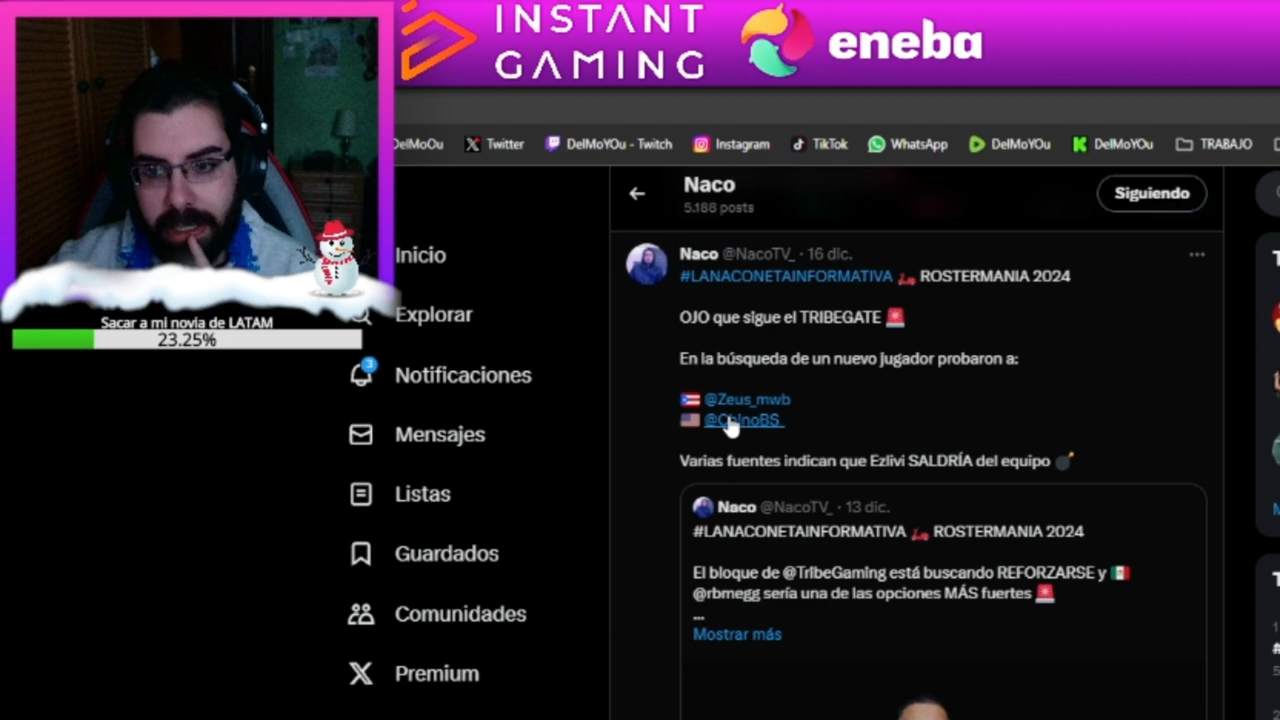 INSTANT
GAMING
eneba
DelMoOu
Twitter
DelMoYOu - Twitch
Instagram
TikTok
WhatsApp
DelMoYOu
DelMoYOu
TRABAJO
Naco
5.188 posts
Siguiendo
Inicio
Explorar
3
Notificaciones
Mensajes
Listas
Guardados
Comunidades
Premium
Sacar a mi novia de LATAM
23.25%
Naco @NacoTV_ · 16 dic.
#LANACONETAINFORMATIVA 🛵 ROSTERMANIA 2024
OJO que sigue el TRIBEGATE 🚨
En la búsqueda de un nuevo jugador probaron a:
🇵🇷 @Zeus_mwb
🇺🇸 @ChinoBS_
Varias fuentes indican que Ezlivi SALDRÍA del equipo 💣
Naco @NacoTV_ · 13 dic.
#LANACONETAINFORMATIVA 🛵 ROSTERMANIA 2024
El bloque de @TribeGaming está buscando REFORZARSE y 🇲🇽
@rbmegg sería una de las opciones MÁS fuertes 🚨
...
Mostrar más